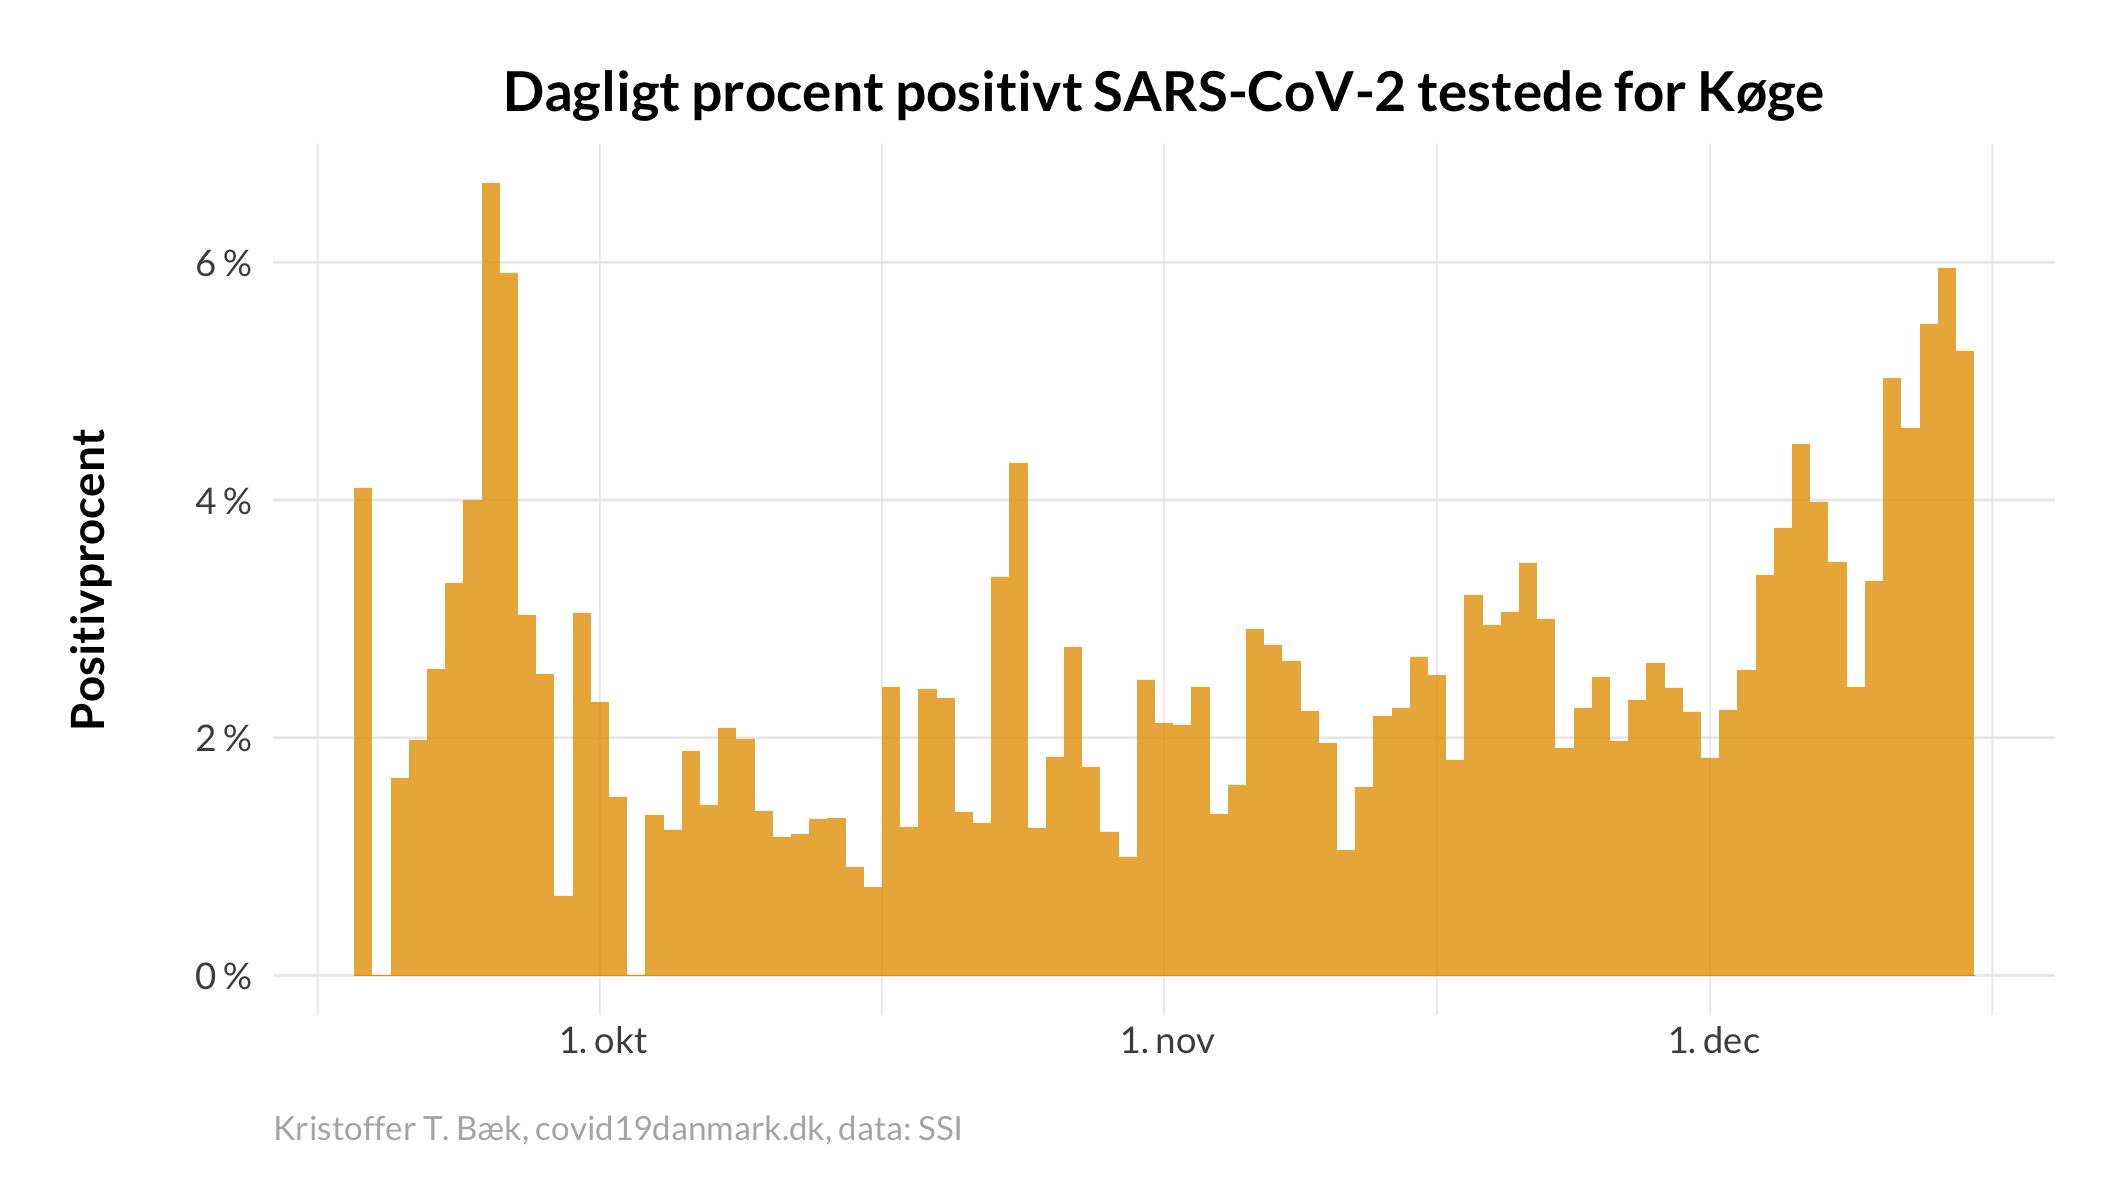 Dagligt procent positivt SARS-CoV-2 testede for Køge
Positivprocent
6 %
4 %
2 %
0 %
1. okt
1. nov
1. dec
Kristoffer T. Bæk, covid19danmark.dk, data: SSI